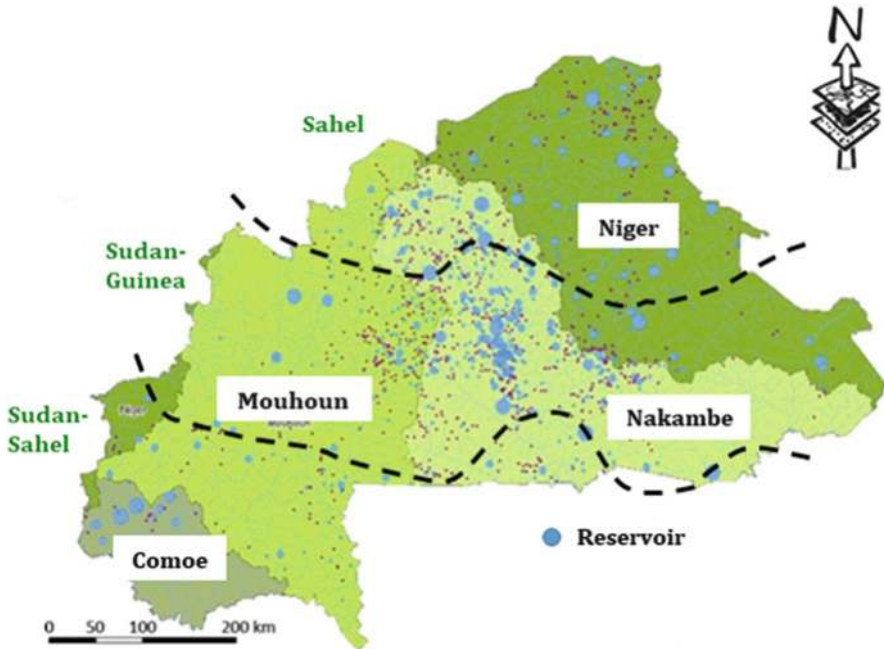 N
Sahel
Niger
Sudan-
Guinea
Sudan-
Sahel
Mouhoun
Nakambe
Reservoir
Comoe
0 50 100 200 km